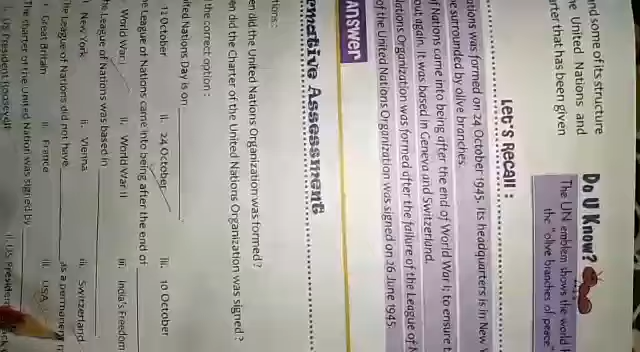 nd some of its structure
he United Nations and
arter that has been given
Do U Know?
The UN emblem shows the world
the "olive branches of peace"
Let's Recall :
ations was formed on 24 October 1945. Its headquarters is in New
e surrounded by olive branches.
f Nations came into being after the end of World War I; to ensure t
out again. It was based in Geneva and Switzerland.
Nations Organization was formed after the failure of the League of N
of the United Nations Organization was signed on 26 June 1945.
Answer
rmative Assessment
tions :
en did the United Nations Organization was formed ?
en did the Charter of the United Nations Organization was signed ?
the correct option :
ited Nations Day is on
i. 12 October ii. 24 October iii. 10 October
he League of Nations came into being after the end of
World War I ii. World War II iii. India's Freedom
he League of Nations was based in
New York ii. Vienna iii. Switzerland
he League of Nations did not have as a permanent
Great Britain ii. France iii. USA
The charter of the United Nation was signed by
i. US President Roosevelt ii. U.S. President